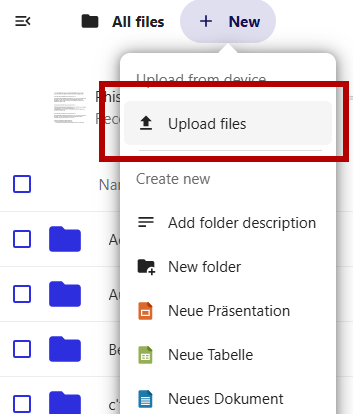 All files
New
Upload from device
Upload files
Create new
Add folder description
New folder
Neue Präsentation
Neue Tabelle
Neues Dokument